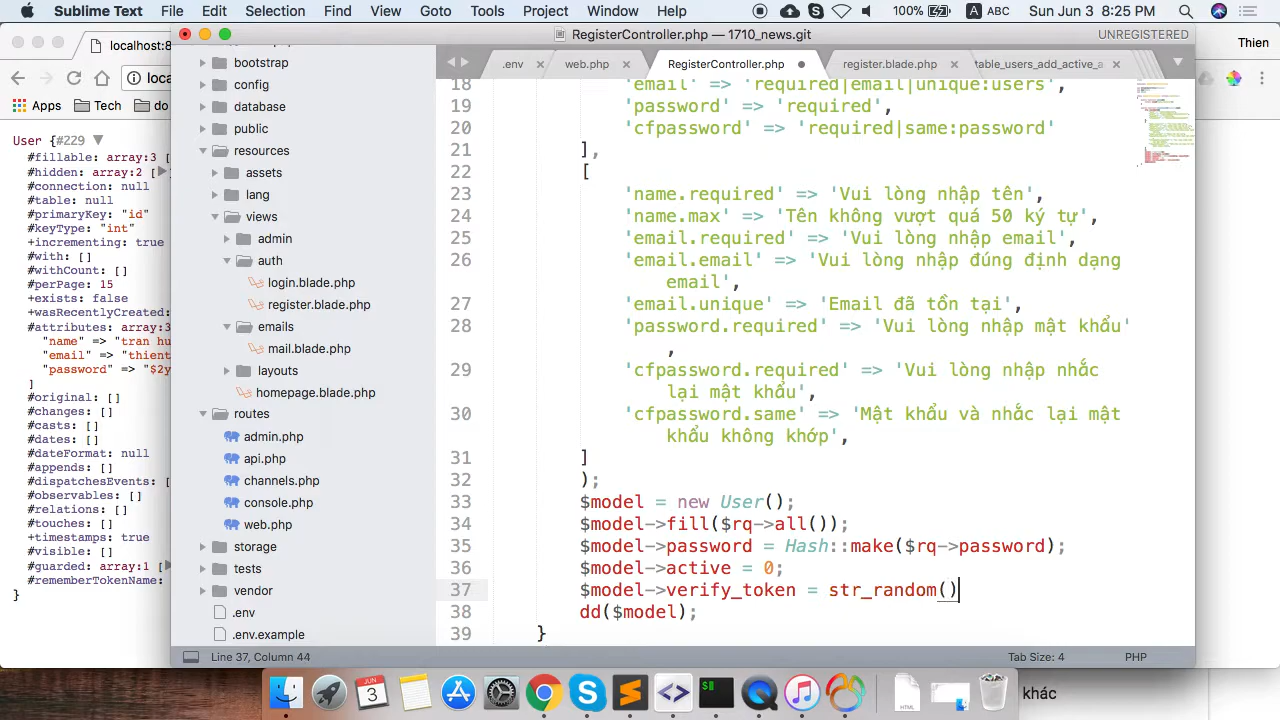 Sublime Text File Edit Selection Find View Goto Tools Project Window Help 100% A ABC Sun Jun 3 8:25 PM
RegisterController.php — 1710_news.git UNREGISTERED
localhost:8 Thien
.env × web.php × RegisterController.php register.blade.php × table_users_add_active_a ×
loca
Apps Tech do
bootstrap
config
database
public
resources
assets
lang
views
admin
auth
login.blade.php
register.blade.php
emails
mail.blade.php
layouts
homepage.blade.php
routes
admin.php
api.php
channels.php
console.php
web.php
storage
tests
vendor
.env
.env.example
User {#229
#fillable: array:3 [
#hidden: array:2 [
#connection: null
#table: null
#primaryKey: "id"
#keyType: "int"
+incrementing: true
#with: []
#withCount: []
#perPage: 15
+exists: false
+wasRecentlyCreated:
#attributes: array:3
"name" => "tran hu
"email" => "thient
"password" => "$2y
]
#original: []
#changes: []
#casts: []
#dates: []
#dateFormat: null
#appends: []
#dispatchesEvents: []
#observables: []
#relations: []
#touches: []
+timestamps: true
#visible: []
#guarded: array:1
#rememberTokenName:
}
18 'email' => 'required|email|unique:users',
19 'password' => 'required',
20 'cfpassword' => 'required|same:password'
21 ],
22 [
23 'name.required' => 'Vui lòng nhập tên',
24 'name.max' => 'Tên không vượt quá 50 ký tự',
25 'email.required' => 'Vui lòng nhập email',
26 'email.email' => 'Vui lòng nhập đúng định dạng
email',
27 'email.unique' => 'Email đã tồn tại',
28 'password.required' => 'Vui lòng nhập mật khẩu'
,
29 'cfpassword.required' => 'Vui lòng nhập nhắc
lại mật khẩu',
30 'cfpassword.same' => 'Mật khẩu và nhắc lại mật
khẩu không khớp',
31 ]
32 );
33 $model = new User();
34 $model->fill($rq->all());
35 $model->password = Hash::make($rq->password);
36 $model->active = 0;
37 $model->verify_token = str_random()
38 dd($model);
39 }
Line 37, Column 44 Tab Size: 4 PHP
JUN
3
HTML
khác